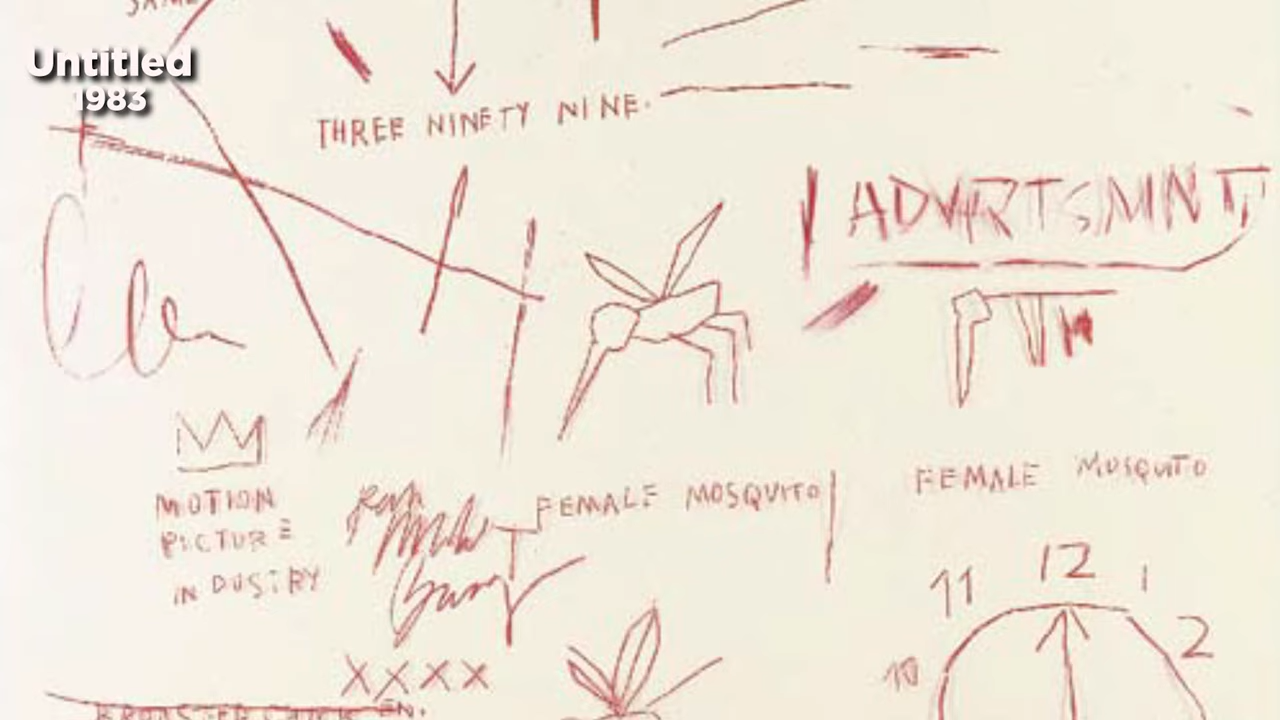 Untitled
1983
THREE NINETY NINE.
ADVRTSMNT
FEMALE MOSQUITO
FEMALE MOSQUITO
MOTION
PICTURE
INDUSTRY
11 12 1
10 2
XXXX